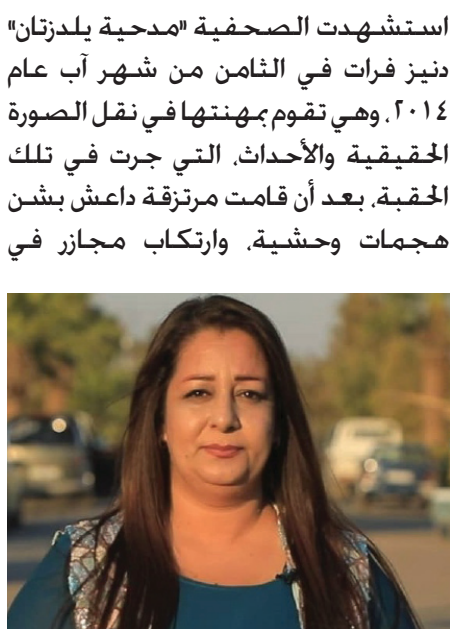 استشهدت الصحفية "مدحية يلدزتان"
دنيز فرات في الثامن من شهر آب عام
٢٠١٤، وهي تقوم بمهنتها في نقل الصورة
الحقيقية والأحداث، التي جرت في تلك
الحقبة، بعد أن قامت مرتزقة داعش بشن
هجمات وحشية، وارتكاب مجازر في